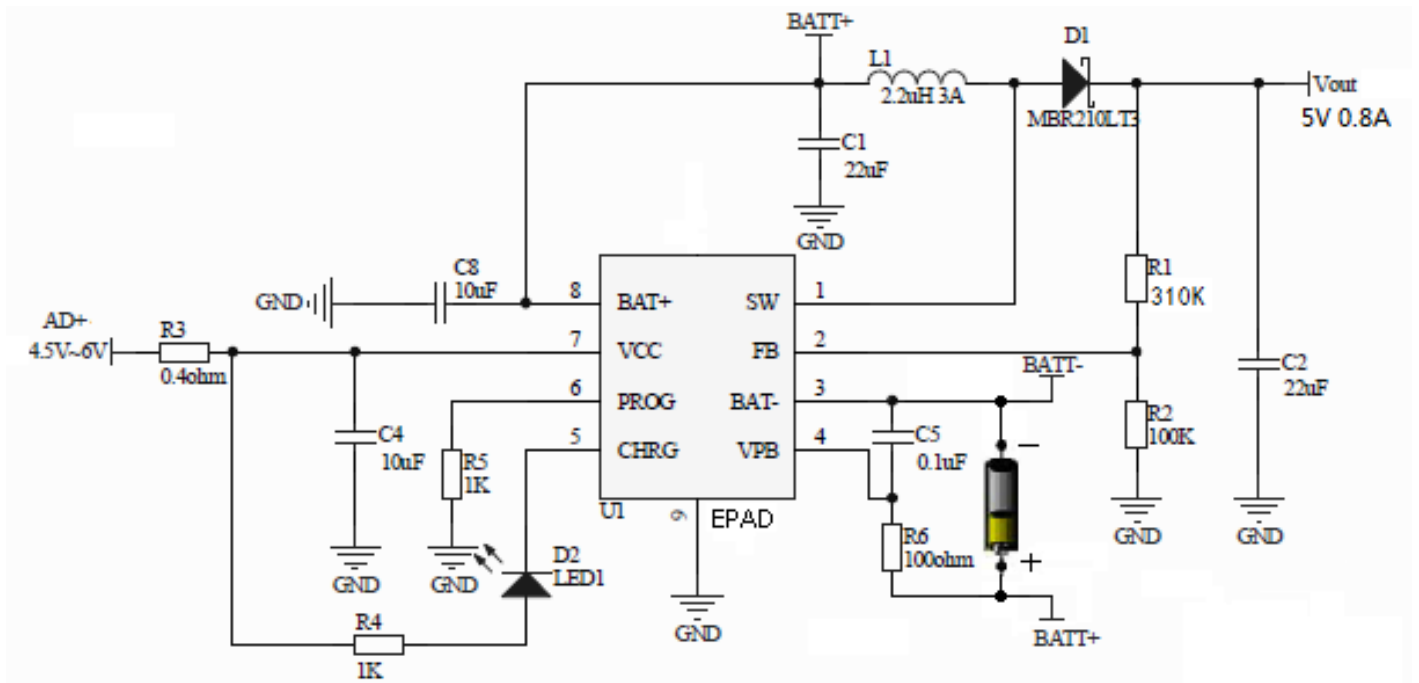 BATT+
D1
L1
2.2uH 3A
MBR210LT3
Vout
5V 0.8A
C1
22uF
GND
C8
10uF
GND
8 BAT+ SW 1
R1
310K
AD+
4.5V~6V
R3
0.4ohm
7 VCC FB 2
BATT-
C2
22uF
6 PROG BAT- 3
R2
100K
C4
10uF
R5
1K
5 CHRG VPB 4
C5
0.1uF
−
U1
9
EPAD
R6
100ohm
+
GND
GND
D2
LED1
GND
GND
GND
R4
1K
BATT+